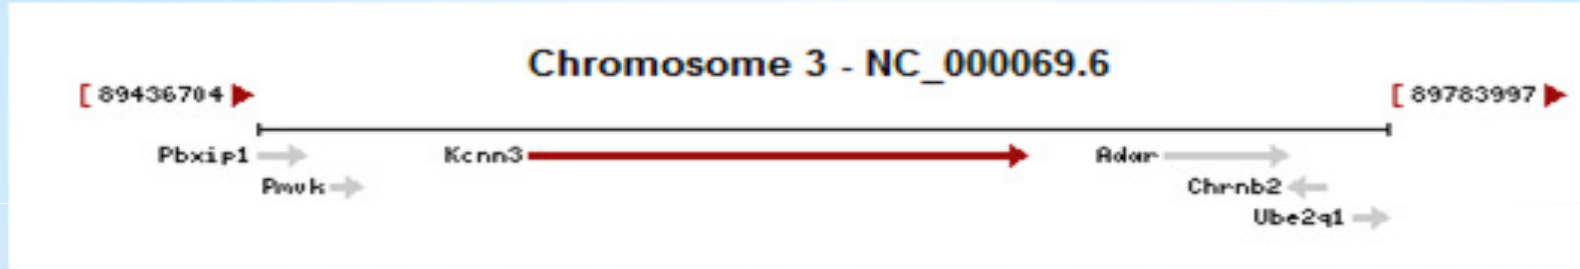 Chromosome 3 - NC_000069.6
[ 89436704
[ 89783997
Pbxip1
Kcnn3
Adar
Pmvk
Chrnb2
Ube2q1